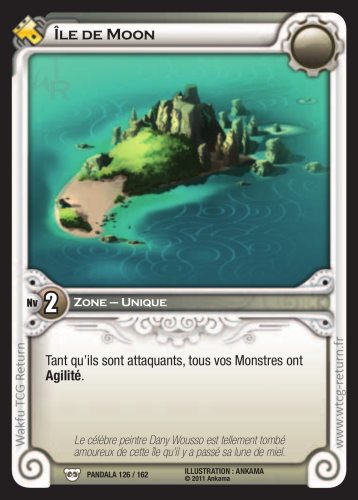 Île de Moon
Nv 2 Zone – Unique
Tant qu'ils sont attaquants, tous vos Monstres ont
Agilité.
Le célèbre peintre Dany Wousso est tellement tombé
amoureux de cette île qu'il y a passé sa lune de miel.
PANDALA 126 / 162
ILLUSTRATION : ANKAMA
© 2011 Ankama
Wakfu TCG Return
www.wtcg-return.fr